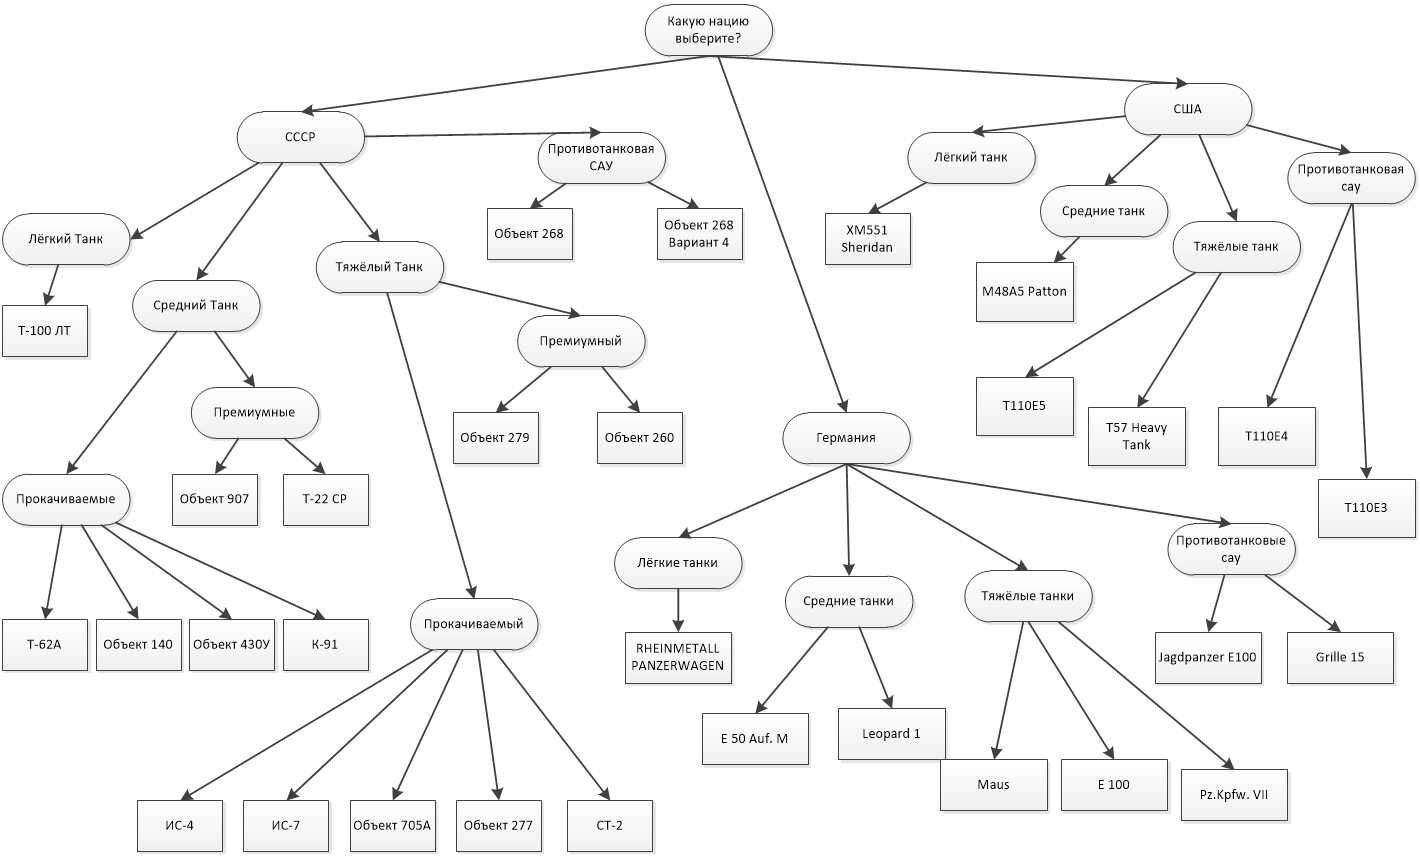 Какую нацию
выберите?
СССР
США
Противотанковая
САУ
Лёгкий танк
Противотанковая
сау
Объект 268
Объект 268
Вариант 4
XM551
Sheridan
Средние танк
Лёгкий Танк
Тяжёлый Танк
Тяжёлые танк
Т-100 ЛТ
Средний Танк
M48A5 Patton
Премиумный
Премиумные
Объект 279
Объект 260
Германия
T110E5
T57 Heavy
Tank
T110E4
T110E3
Прокачиваемые
Объект 907
Т-22 СР
Лёгкие танки
Средние танки
Тяжёлые танки
Противотанковые
сау
Т-62А
Объект 140
Объект 430У
К-91
Прокачиваемый
RHEINMETALL
PANZERWAGEN
Jagdpanzer E100
Grille 15
E 50 Auf. M
Leopard 1
Maus
E 100
Pz.Kpfw. VII
ИС-4
ИС-7
Объект 705А
Объект 277
СТ-2